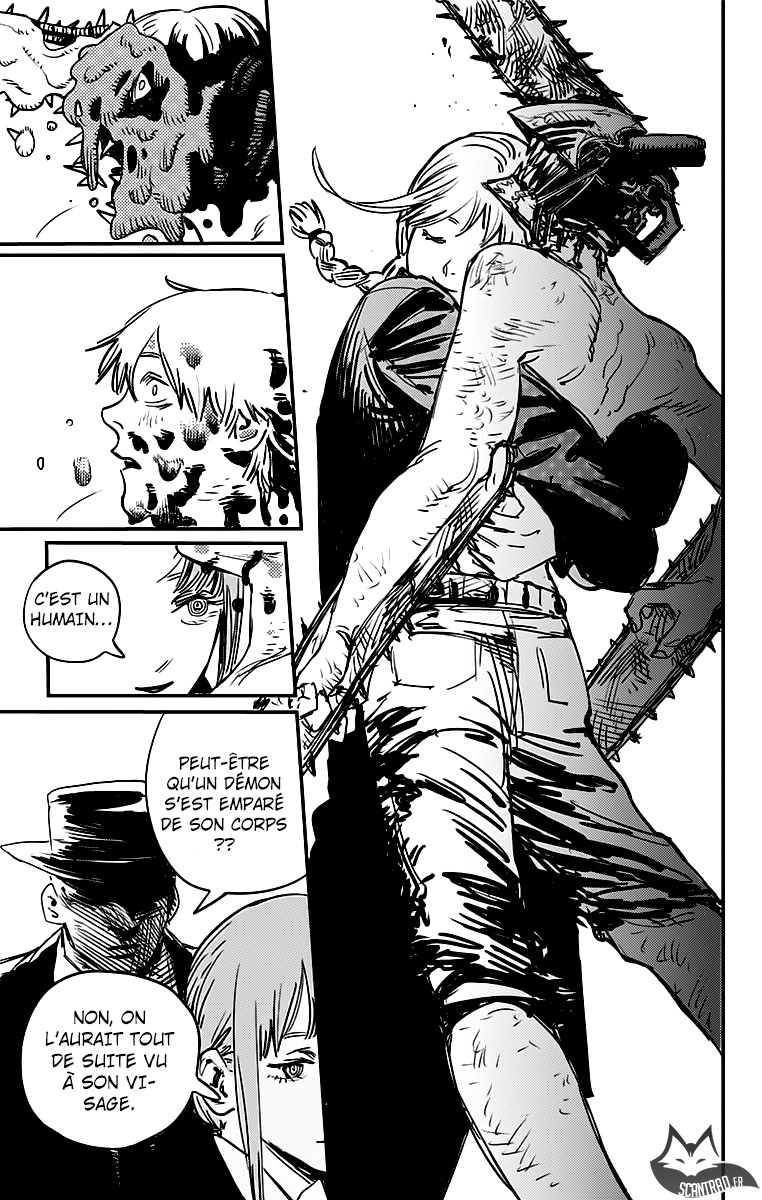 C'EST UN
HUMAIN...
PEUT-ÊTRE
QU'UN DÉMON
S'EST EMPARÉ
DE SON CORPS
??
NON, ON
L'AURAIT TOUT
DE SUITE VU
À SON VI-
SAGE.
SCANTRAD.FR